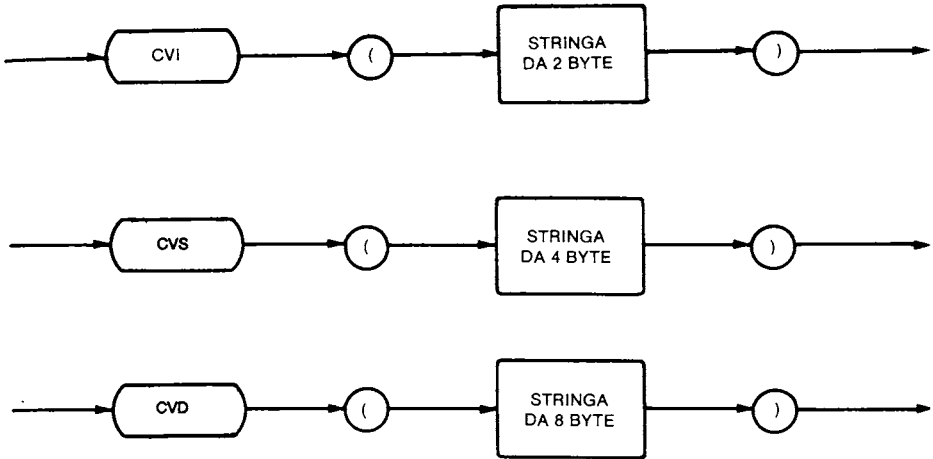 CVI ( STRINGA DA 2 BYTE )
CVS ( STRINGA DA 4 BYTE )
CVD ( STRINGA DA 8 BYTE )